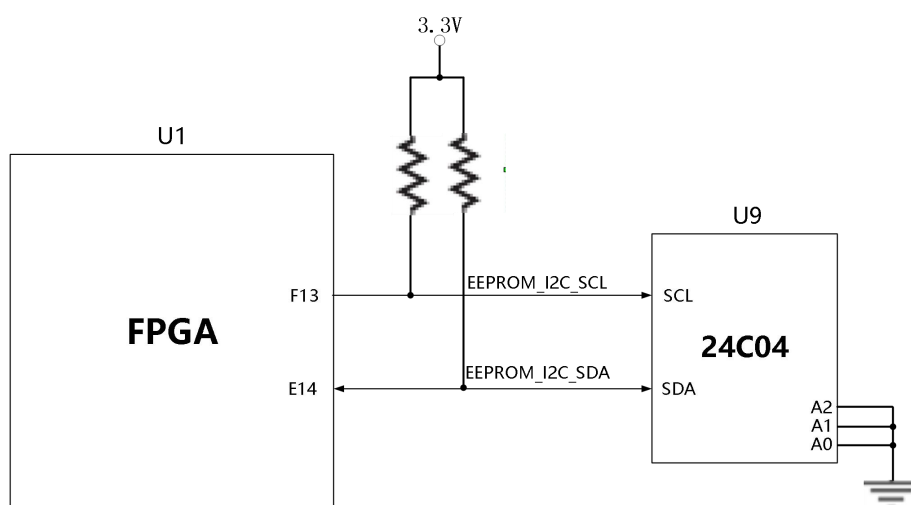 3.3V
U1
U9
EEPROM_I2C_SCL
F13
SCL
FPGA
24C04
EEPROM_I2C_SDA
E14
SDA
A2
A1
A0